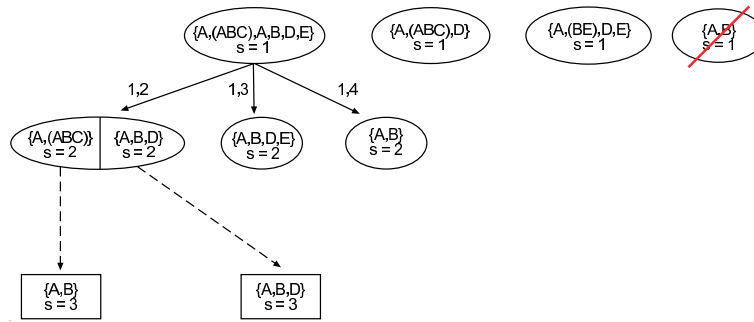 {A,(ABC),A,B,D,E}
s = 1
{A,(ABC),D}
s = 1
{A,(BE),D,E}
s = 1
{A,B}
s = 1
1,2
1,3
1,4
{A,(ABC)}
s = 2
{A,B,D}
s = 2
{A,B,D,E}
s = 2
{A,B}
s = 2
{A,B}
s = 3
{A,B,D}
s = 3